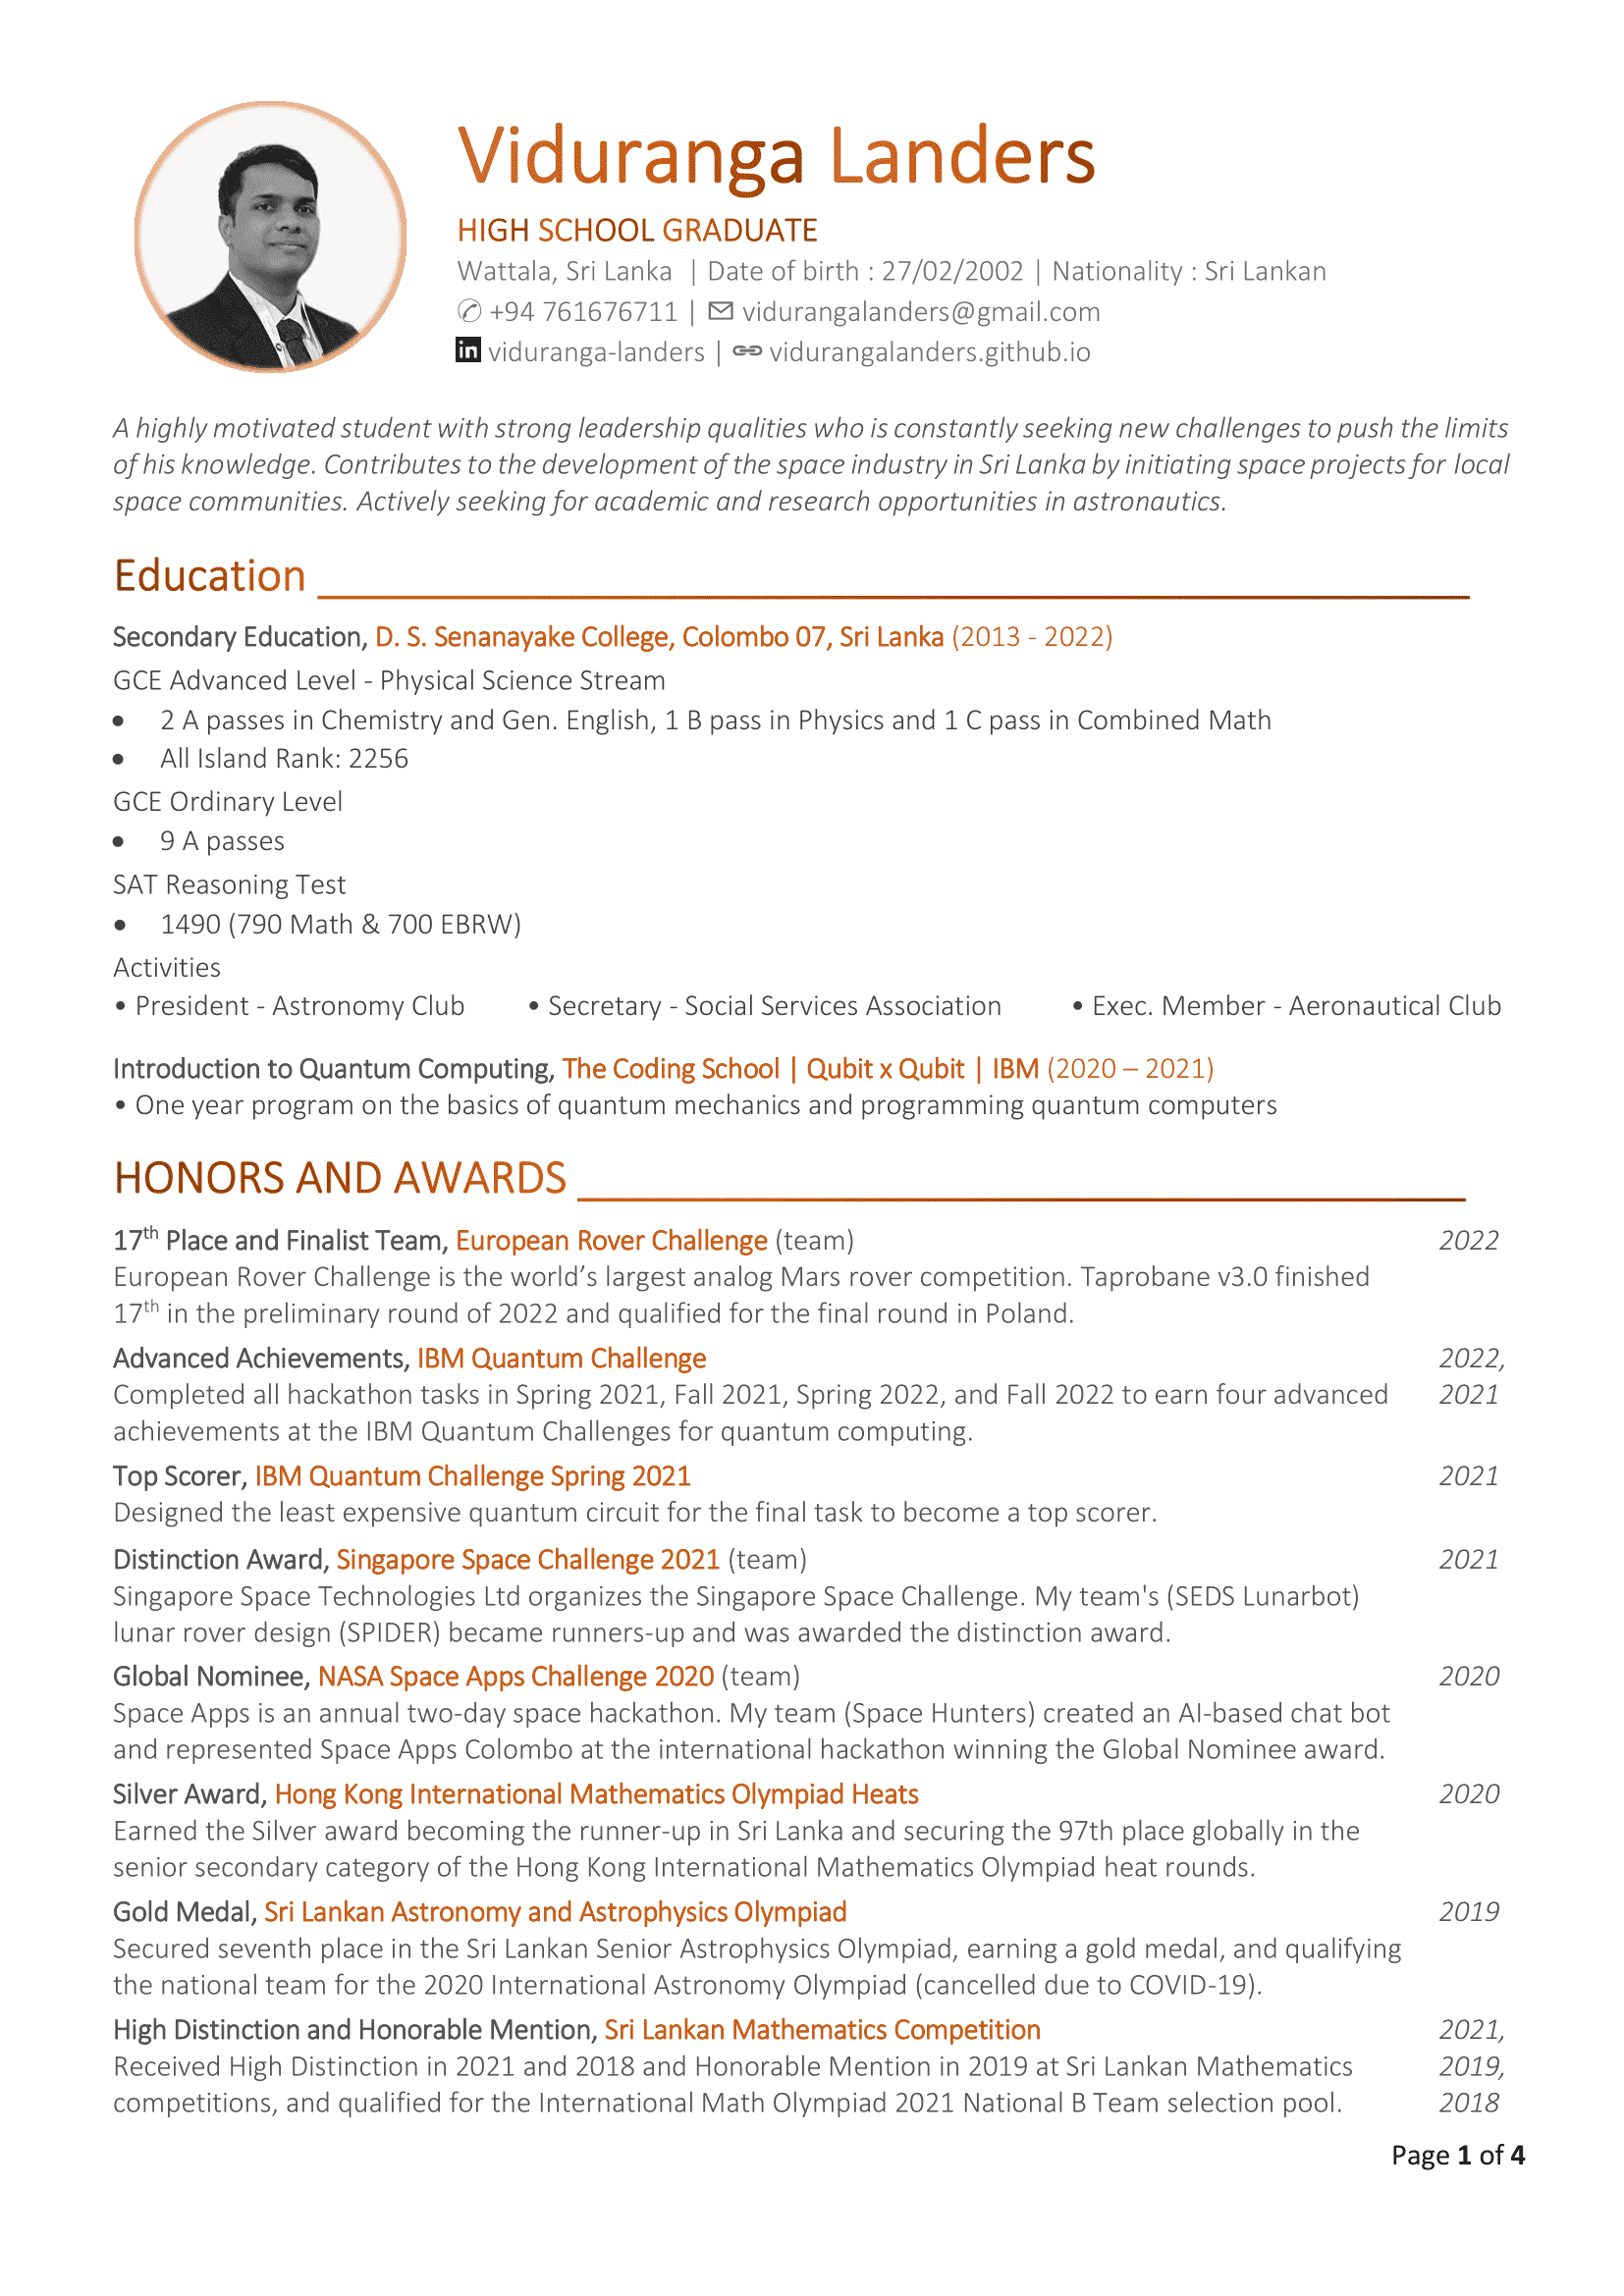 Viduranga Landers
HIGH SCHOOL GRADUATE
Wattala, Sri Lanka | Date of birth : 27/02/2002 | Nationality : Sri Lankan
✆ +94 761676711 | ✉ vidurangalanders@gmail.com
in viduranga-landers | vidurangalanders.github.io
A highly motivated student with strong leadership qualities who is constantly seeking new challenges to push the limits
of his knowledge. Contributes to the development of the space industry in Sri Lanka by initiating space projects for local
space communities. Actively seeking for academic and research opportunities in astronautics.
Education
Secondary Education, D. S. Senanayake College, Colombo 07, Sri Lanka (2013 - 2022)
GCE Advanced Level - Physical Science Stream
• 2 A passes in Chemistry and Gen. English, 1 B pass in Physics and 1 C pass in Combined Math
• All Island Rank: 2256
GCE Ordinary Level
• 9 A passes
SAT Reasoning Test
• 1490 (790 Math & 700 EBRW)
Activities
• President - Astronomy Club • Secretary - Social Services Association • Exec. Member - Aeronautical Club
Introduction to Quantum Computing, The Coding School | Qubit x Qubit | IBM (2020 – 2021)
• One year program on the basics of quantum mechanics and programming quantum computers
HONORS AND AWARDS
17th Place and Finalist Team, European Rover Challenge (team) 2022
European Rover Challenge is the world’s largest analog Mars rover competition. Taprobane v3.0 finished
17th in the preliminary round of 2022 and qualified for the final round in Poland.
Advanced Achievements, IBM Quantum Challenge 2022,
Completed all hackathon tasks in Spring 2021, Fall 2021, Spring 2022, and Fall 2022 to earn four advanced 2021
achievements at the IBM Quantum Challenges for quantum computing.
Top Scorer, IBM Quantum Challenge Spring 2021 2021
Designed the least expensive quantum circuit for the final task to become a top scorer.
Distinction Award, Singapore Space Challenge 2021 (team) 2021
Singapore Space Technologies Ltd organizes the Singapore Space Challenge. My team's (SEDS Lunarbot)
lunar rover design (SPIDER) became runners-up and was awarded the distinction award.
Global Nominee, NASA Space Apps Challenge 2020 (team) 2020
Space Apps is an annual two-day space hackathon. My team (Space Hunters) created an AI-based chat bot
and represented Space Apps Colombo at the international hackathon winning the Global Nominee award.
Silver Award, Hong Kong International Mathematics Olympiad Heats 2020
Earned the Silver award becoming the runner-up in Sri Lanka and securing the 97th place globally in the
senior secondary category of the Hong Kong International Mathematics Olympiad heat rounds.
Gold Medal, Sri Lankan Astronomy and Astrophysics Olympiad 2019
Secured seventh place in the Sri Lankan Senior Astrophysics Olympiad, earning a gold medal, and qualifying
the national team for the 2020 International Astronomy Olympiad (cancelled due to COVID-19).
High Distinction and Honorable Mention, Sri Lankan Mathematics Competition 2021,
Received High Distinction in 2021 and 2018 and Honorable Mention in 2019 at Sri Lankan Mathematics 2019,
competitions, and qualified for the International Math Olympiad 2021 National B Team selection pool. 2018
Page 1 of 4